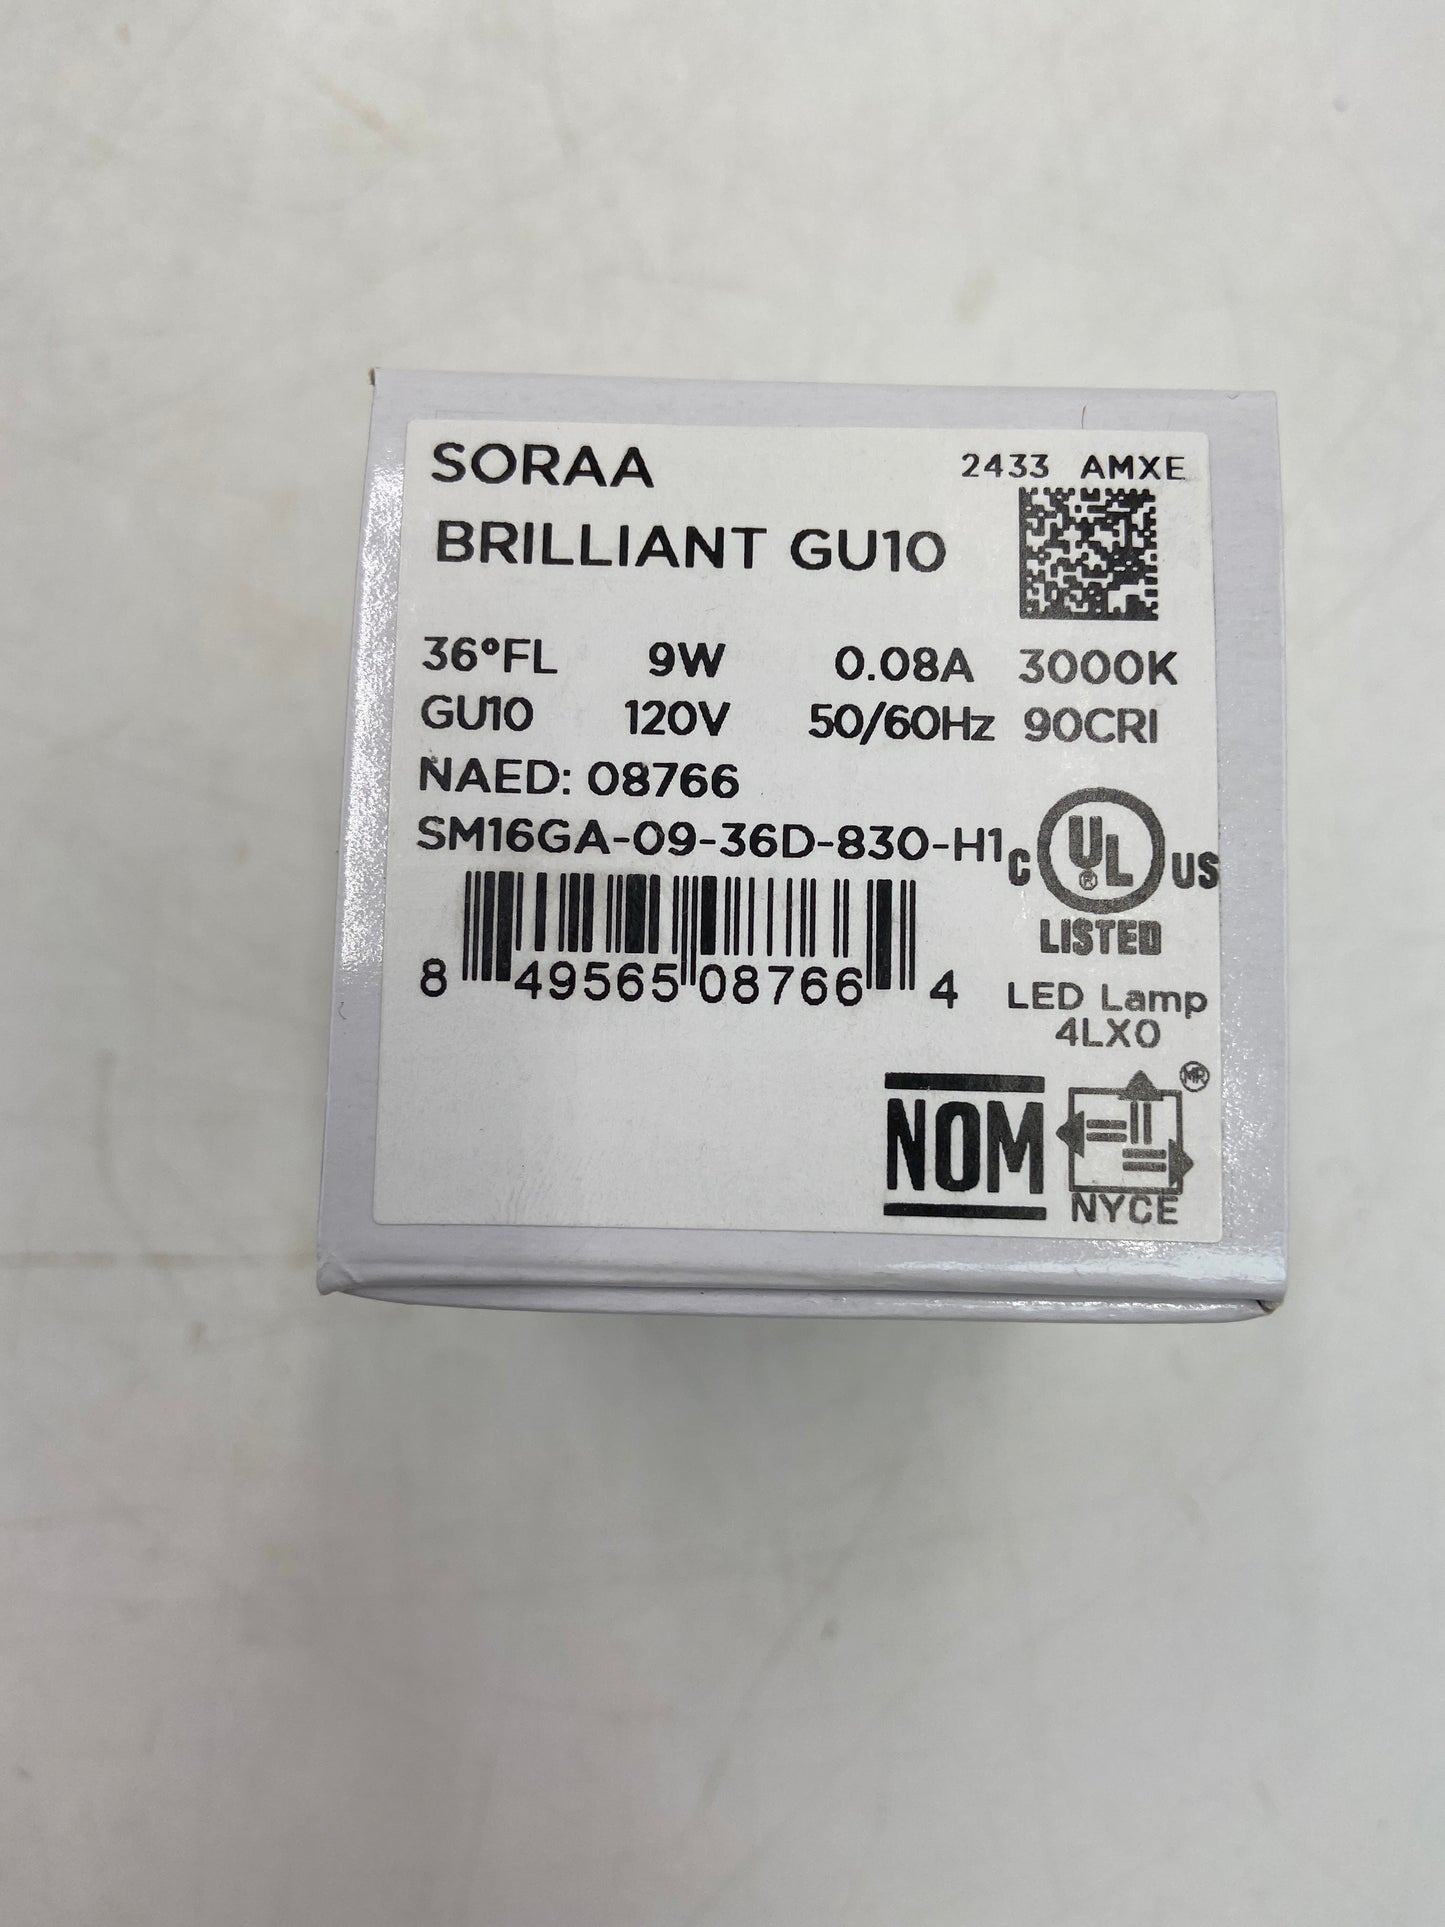 SORAA
2433 AMXE
BRILLIANT GU10
36°FL 9W 0.08A 3000K
GU10 120V 50/60Hz 90CRI
NAED: 08766
SM16GA-09-36D-830-H1
C UL® US
LISTED
8 49565 08766 4
LED Lamp
4LX0
NOM
MR
NYCE